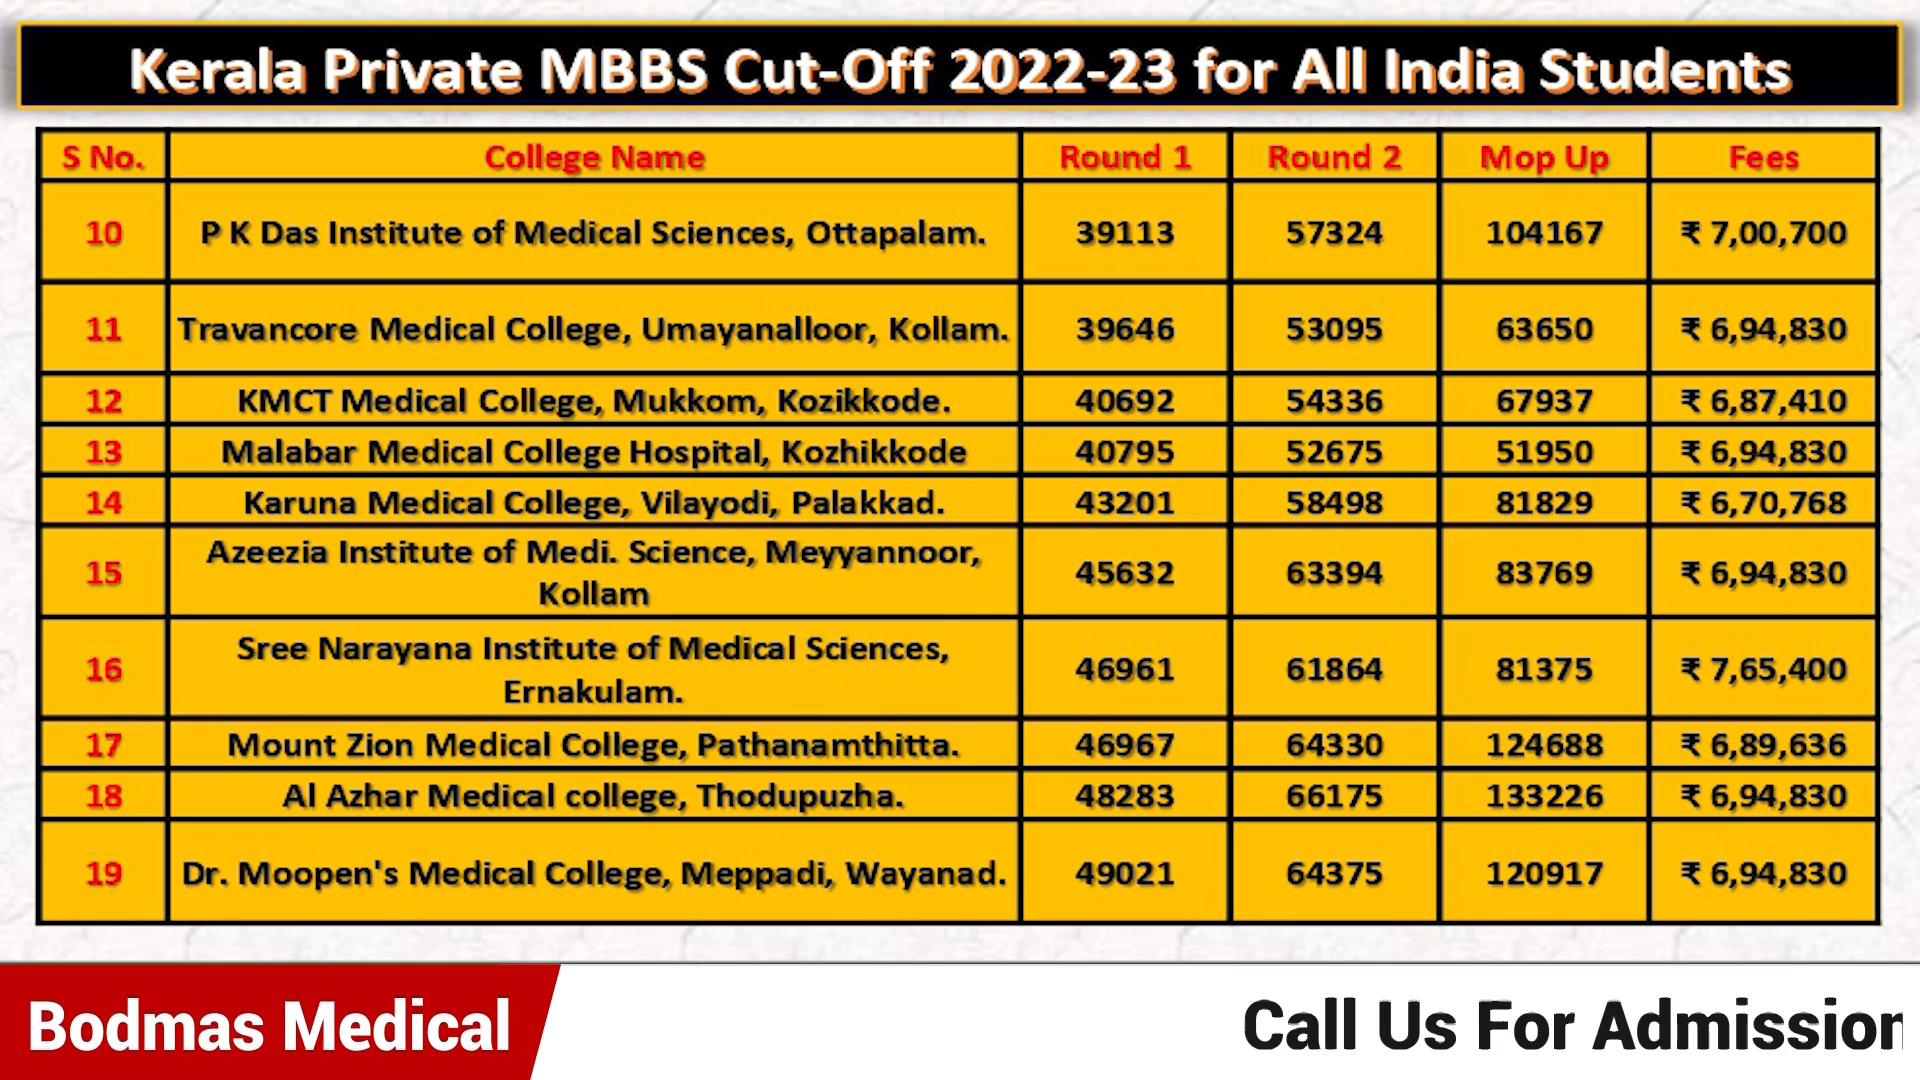 Kerala Private MBBS Cut-Off 2022-23 for All India Students
S No. College Name Round 1 Round 2 Mop Up Fees
10 P K Das Institute of Medical Sciences, Ottapalam. 39113 57324 104167 ₹ 7,00,700
11 Travancore Medical College, Umayanalloor, Kollam. 39646 53095 63650 ₹ 6,94,830
12 KMCT Medical College, Mukkom, Kozikkode. 40692 54336 67937 ₹ 6,87,410
13 Malabar Medical College Hospital, Kozhikkode 40795 52675 51950 ₹ 6,94,830
14 Karuna Medical College, Vilayodi, Palakkad. 43201 58498 81829 ₹ 6,70,768
15 Azeezia Institute of Medi. Science, Meyyannoor,
Kollam 45632 63394 83769 ₹ 6,94,830
16 Sree Narayana Institute of Medical Sciences,
Ernakulam. 46961 61864 81375 ₹ 7,65,400
17 Mount Zion Medical College, Pathanamthitta. 46967 64330 124688 ₹ 6,89,636
18 Al Azhar Medical college, Thodupuzha. 48283 66175 133226 ₹ 6,94,830
19 Dr. Moopen's Medical College, Meppadi, Wayanad. 49021 64375 120917 ₹ 6,94,830
Bodmas Medical Call Us For Admission